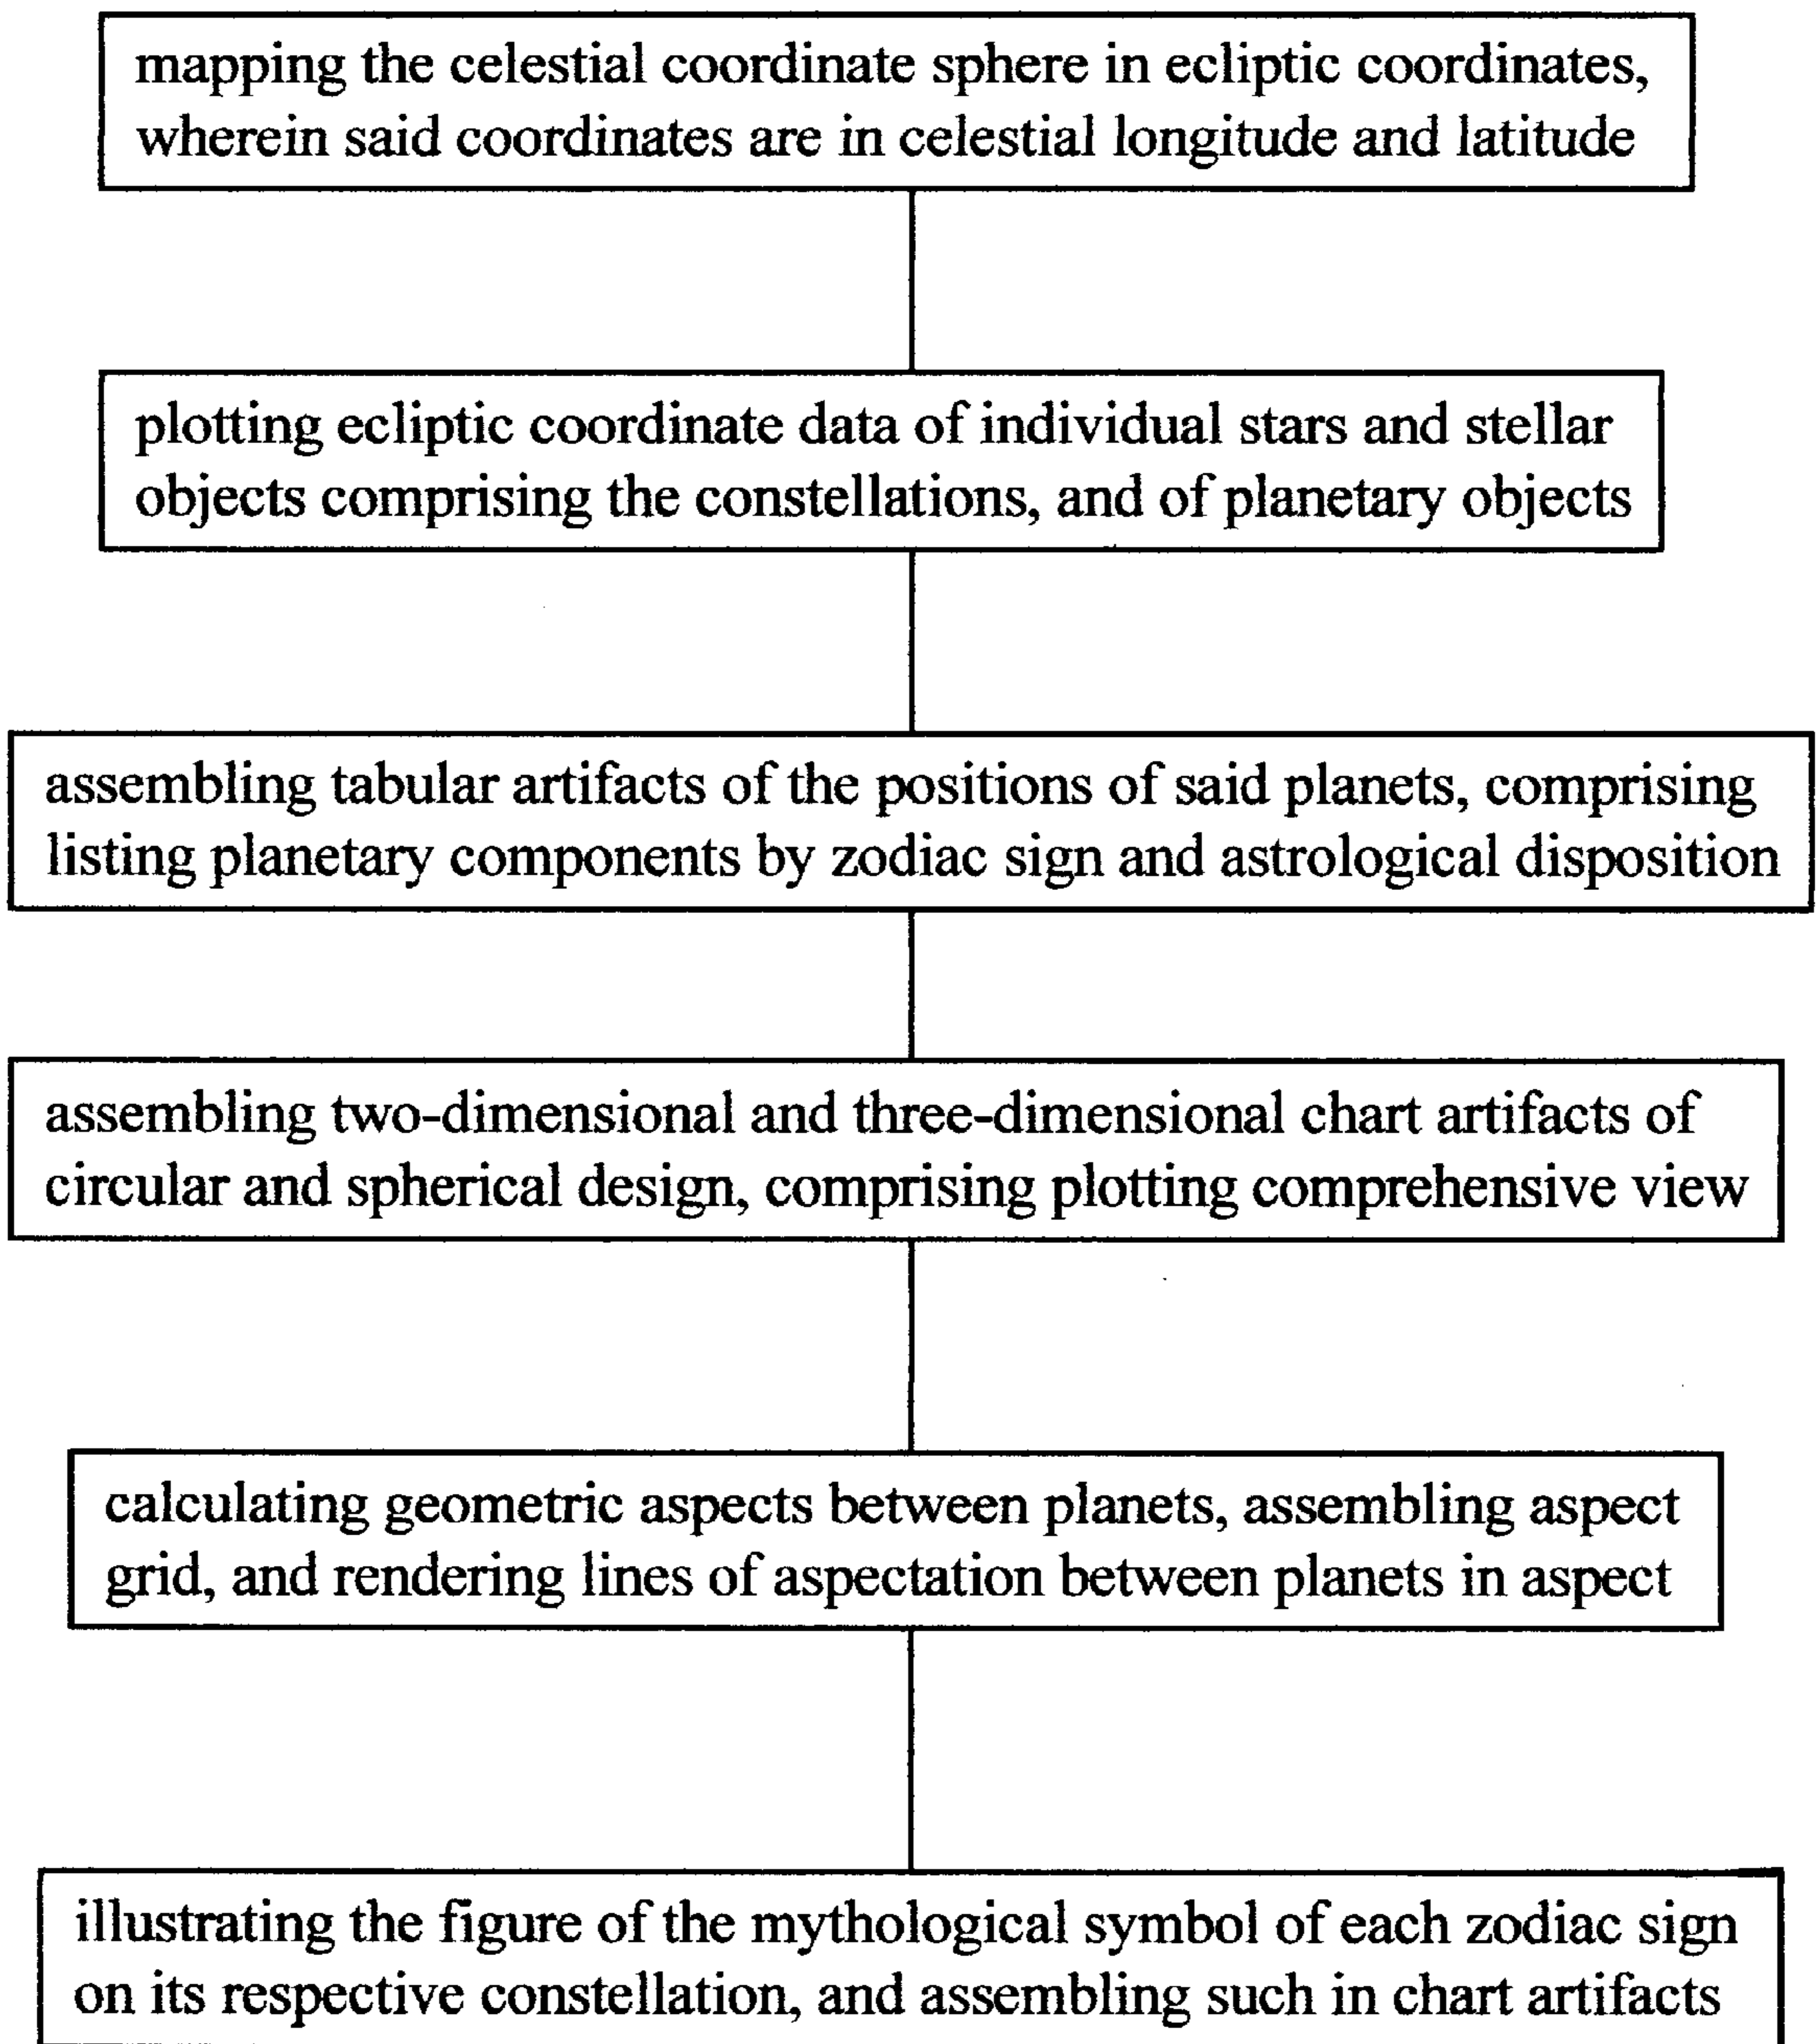 mapping the celestial coordinate sphere in ecliptic coordinates,
wherein said coordinates are in celestial longitude and latitude
plotting ecliptic coordinate data of individual stars and stellar
objects comprising the constellations, and of planetary objects
assembling tabular artifacts of the positions of said planets, comprising
listing planetary components by zodiac sign and astrological disposition
assembling two-dimensional and three-dimensional chart artifacts of
circular and spherical design, comprising plotting comprehensive view
calculating geometric aspects between planets, assembling aspect
grid, and rendering lines of aspectation between planets in aspect
illustrating the figure of the mythological symbol of each zodiac sign
on its respective constellation, and assembling such in chart artifacts